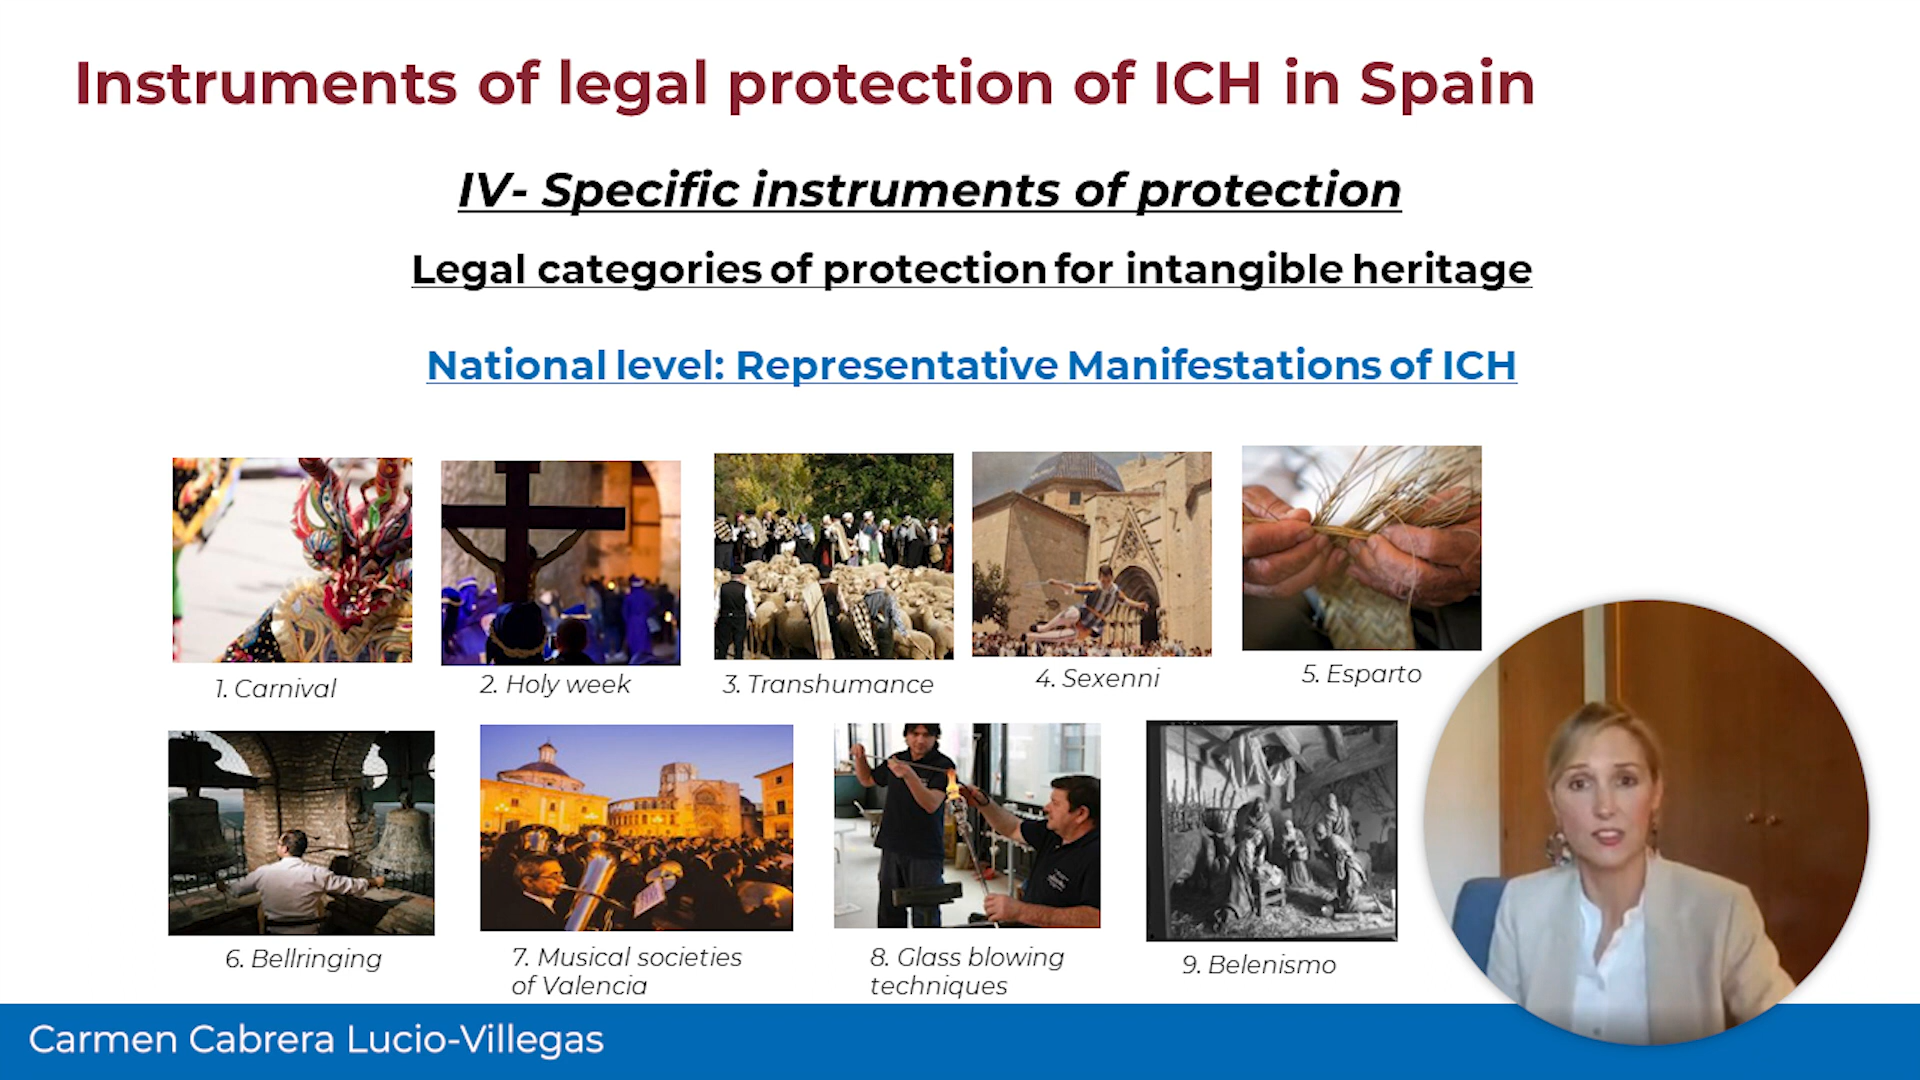 Instruments of legal protection of ICH in Spain
IV- Specific instruments of protection
Legal categories of protection for intangible heritage
National level: Representative Manifestations of ICH
1. Carnival
2. Holy week
3. Transhumance
4. Sexenni
5. Esparto
6. Bellringing
7. Musical societies
of Valencia
8. Glass blowing
techniques
9. Belenismo
Carmen Cabrera Lucio-Villegas